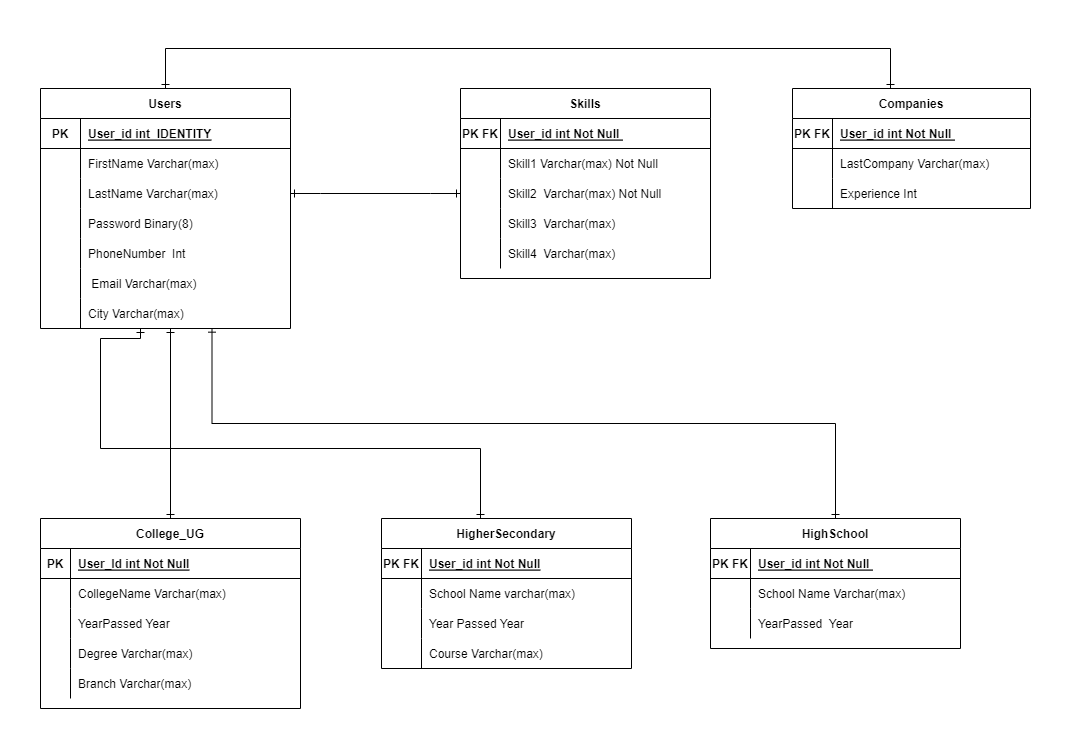 Users
PK User_id int IDENTITY
FirstName Varchar(max)
LastName Varchar(max)
Password Binary(8)
PhoneNumber Int
Email Varchar(max)
City Varchar(max)
Skills
PK FK User_id int Not Null
Skill1 Varchar(max) Not Null
Skill2 Varchar(max) Not Null
Skill3 Varchar(max)
Skill4 Varchar(max)
Companies
PK FK User_id int Not Null
LastCompany Varchar(max)
Experience Int
College_UG
PK User_Id int Not Null
CollegeName Varchar(max)
YearPassed Year
Degree Varchar(max)
Branch Varchar(max)
HigherSecondary
PK FK User_id int Not Null
School Name varchar(max)
Year Passed Year
Course Varchar(max)
HighSchool
PK FK User_id int Not Null
School Name Varchar(max)
YearPassed Year